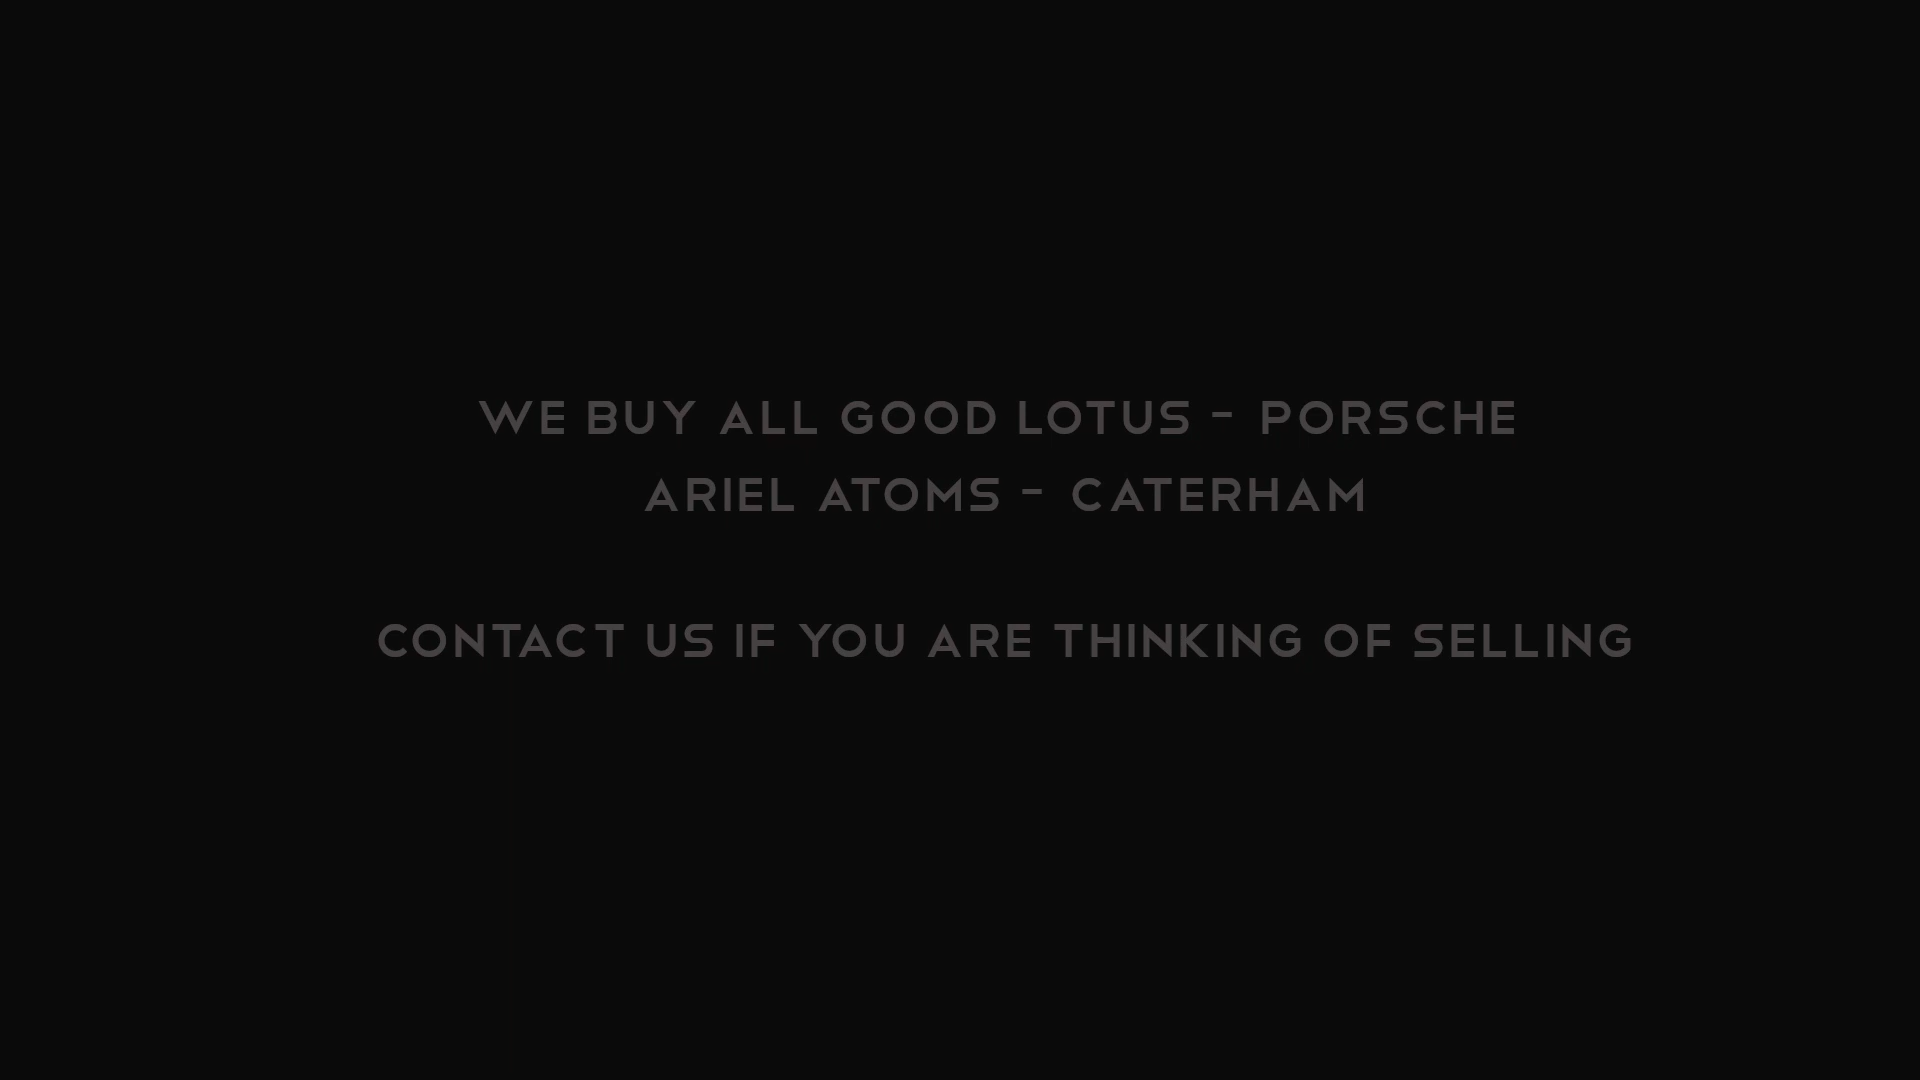 WE BUY ALL GOOD LOTUS - PORSCHE
ARIEL ATOMS - CATERHAM
CONTACT US IF YOU ARE THINKING OF SELLING